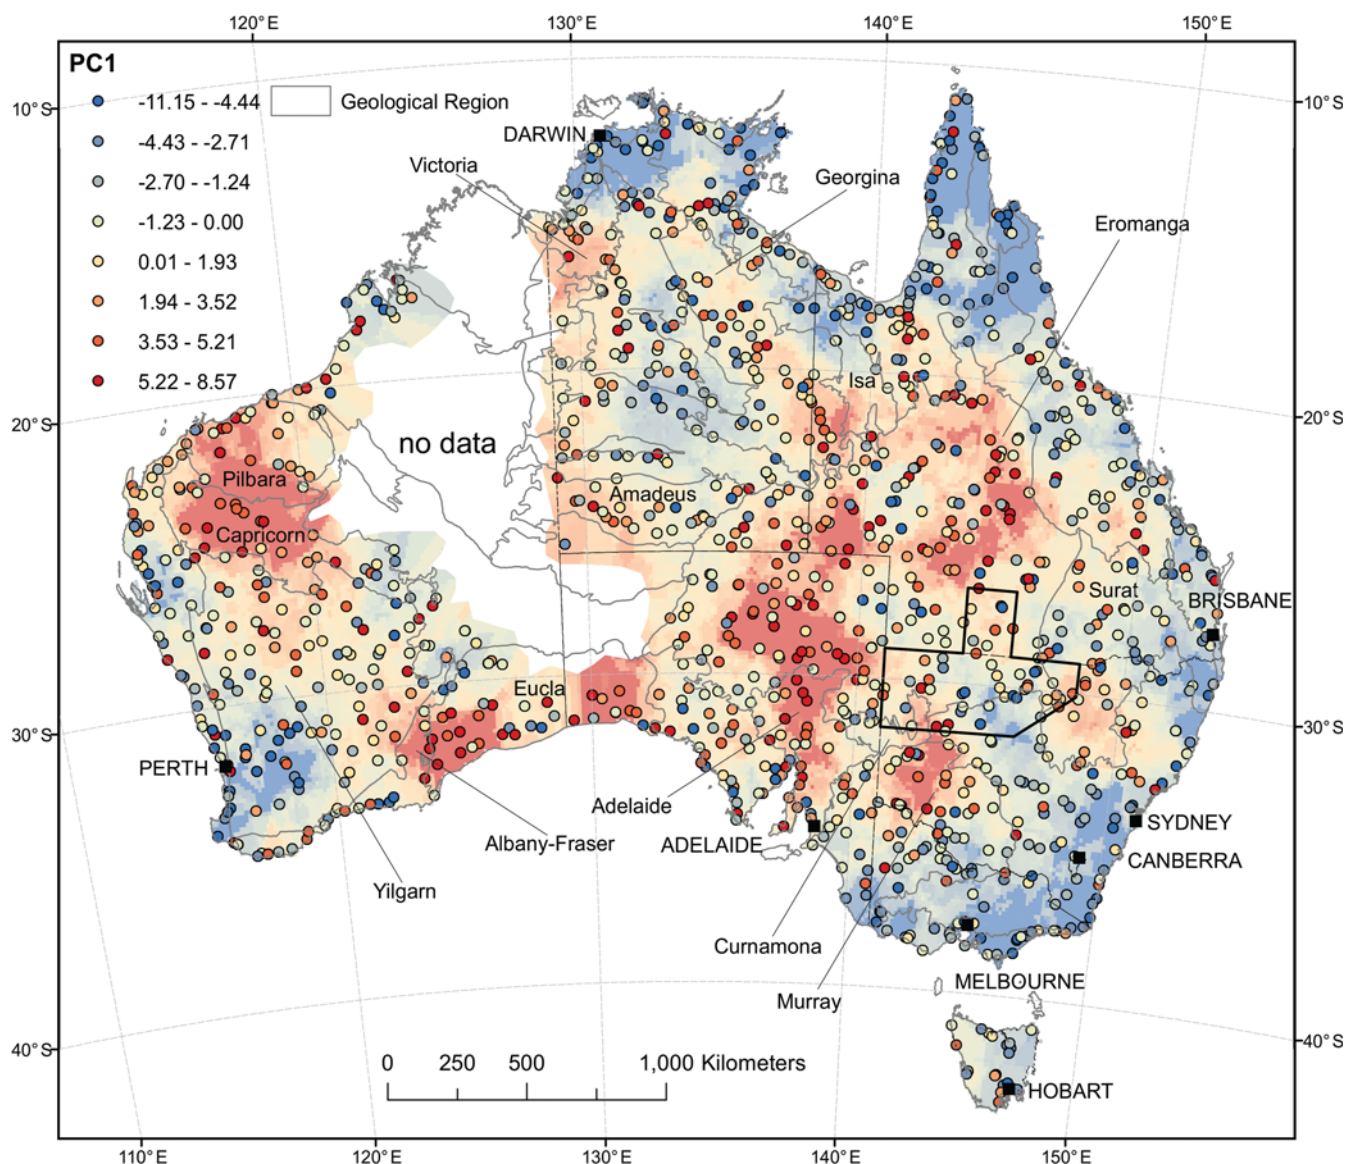 120°E
130°E
140°E
150°E
PC1
-11.15 - -4.44
-4.43 - -2.71
-2.70 - -1.24
-1.23 - 0.00
0.01 - 1.93
1.94 - 3.52
3.53 - 5.21
5.22 - 8.57
Geological Region
10°S
10°S
DARWIN
Victoria
Georgina
Eromanga
Isa
20°S
20°S
no data
Pilbara
Amadeus
Capricorn
Surat
BRISBANE
Eucla
30°S
30°S
PERTH
Adelaide
SYDNEY
Albany-Fraser
ADELAIDE
CANBERRA
Yilgarn
Curnamona
MELBOURNE
Murray
40°S
40°S
0 250 500 1,000 Kilometers
HOBART
110°E
120°E
130°E
140°E
150°E